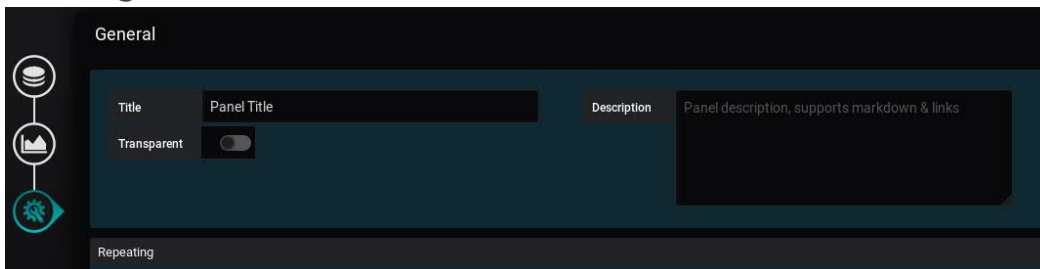 General
Title
Panel Title
Description
Panel description, supports markdown & links
Transparent
Repeating